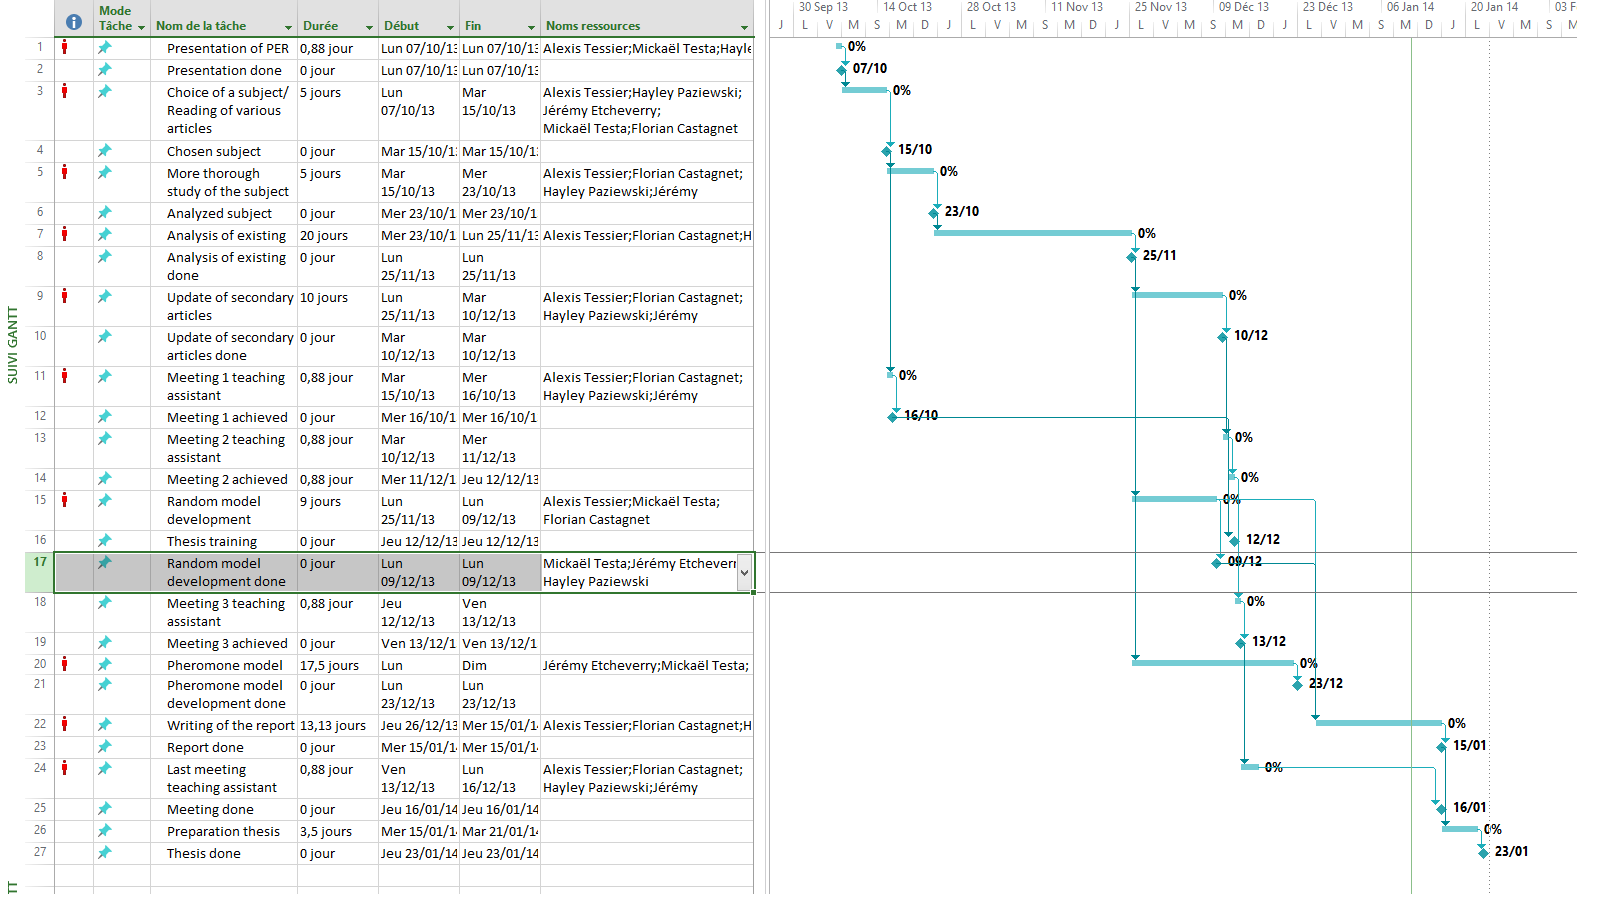 Mode
Tâche
Nom de la tâche
Durée
Début
Fin
Noms ressources
30 Sep 13
14 Oct 13
28 Oct 13
11 Nov 13
25 Nov 13
09 Déc 13
23 Déc 13
06 Jan 14
20 Jan 14
03 F
J L V M S D J M L V M S D J M L V M S D J M L V M S D J M L V M
1 Presentation of PER 0,88 jour Lun 07/10/13 Lun 07/10/13 Alexis Tessier;Mickaël Testa;Hayle
0%
2 Presentation done 0 jour Lun 07/10/13 Lun 07/10/13
07/10
3 Choice of a subject/ 5 jours Lun Mar Alexis Tessier;Hayley Paziewski;
Reading of various 07/10/13 15/10/13 Jérémy Etcheverry;
articles Mickaël Testa;Florian Castagnet
0%
4 Chosen subject 0 jour Mar 15/10/1 Mar 15/10/1
15/10
5 More thorough 5 jours Mar Mer Alexis Tessier;Florian Castagnet;
study of the subject 15/10/13 23/10/13 Hayley Paziewski;Jérémy
0%
6 Analyzed subject 0 jour Mer 23/10/1 Mer 23/10/1
23/10
7 Analysis of existing 20 jours Mer 23/10/1 Lun 25/11/13 Alexis Tessier;Florian Castagnet;H
0%
8 Analysis of existing 0 jour Lun Lun
done 25/11/13 25/11/13
25/11
9 Update of secondary 10 jours Lun Mar Alexis Tessier;Florian Castagnet;
articles 25/11/13 10/12/13 Hayley Paziewski;Jérémy
0%
10 Update of secondary 0 jour Mar Mar
articles done 10/12/13 10/12/13
10/12
11 Meeting 1 teaching 0,88 jour Mar Mer Alexis Tessier;Florian Castagnet;
assistant 15/10/13 16/10/13 Hayley Paziewski;Jérémy
0%
12 Meeting 1 achieved 0 jour Mer 16/10/1 Mer 16/10/1
16/10
13 Meeting 2 teaching 0,88 jour Mar Mer
assistant 10/12/13 11/12/13
0%
14 Meeting 2 achieved 0,88 jour Mer 11/12/1 Jeu 12/12/13
0%
15 Random model 9 jours Lun Lun Alexis Tessier;Mickaël Testa;
development 25/11/13 09/12/13 Florian Castagnet
0%
16 Thesis training 0 jour Jeu 12/12/13 Jeu 12/12/13
12/12
17 Random model 0 jour Lun Lun Mickaël Testa;Jérémy Etcheverr
development done 09/12/13 09/12/13 Hayley Paziewski
09/12
18 Meeting 3 teaching 0,88 jour Jeu Ven
assistant 12/12/13 13/12/13
0%
19 Meeting 3 achieved 0 jour Ven 13/12/1 Ven 13/12/1
13/12
20 Pheromone model 17,5 jours Lun Dim Jérémy Etcheverry;Mickaël Testa;
0%
21 Pheromone model 0 jour Lun Lun
development done 23/12/13 23/12/13
23/12
22 Writing of the report 13,13 jours Jeu 26/12/13 Mer 15/01/14 Alexis Tessier;Florian Castagnet;H
0%
23 Report done 0 jour Mer 15/01/14 Mer 15/01/14
15/01
24 Last meeting 0,88 jour Ven Lun Alexis Tessier;Florian Castagnet;
teaching assistant 13/12/13 16/12/13 Hayley Paziewski;Jérémy
0%
25 Meeting done 0 jour Jeu 16/01/14 Jeu 16/01/14
16/01
26 Preparation thesis 3,5 jours Mer 15/01/14 Mar 21/01/14
0%
27 Thesis done 0 jour Jeu 23/01/14 Jeu 23/01/14
23/01
SUIVI GANTT
TT